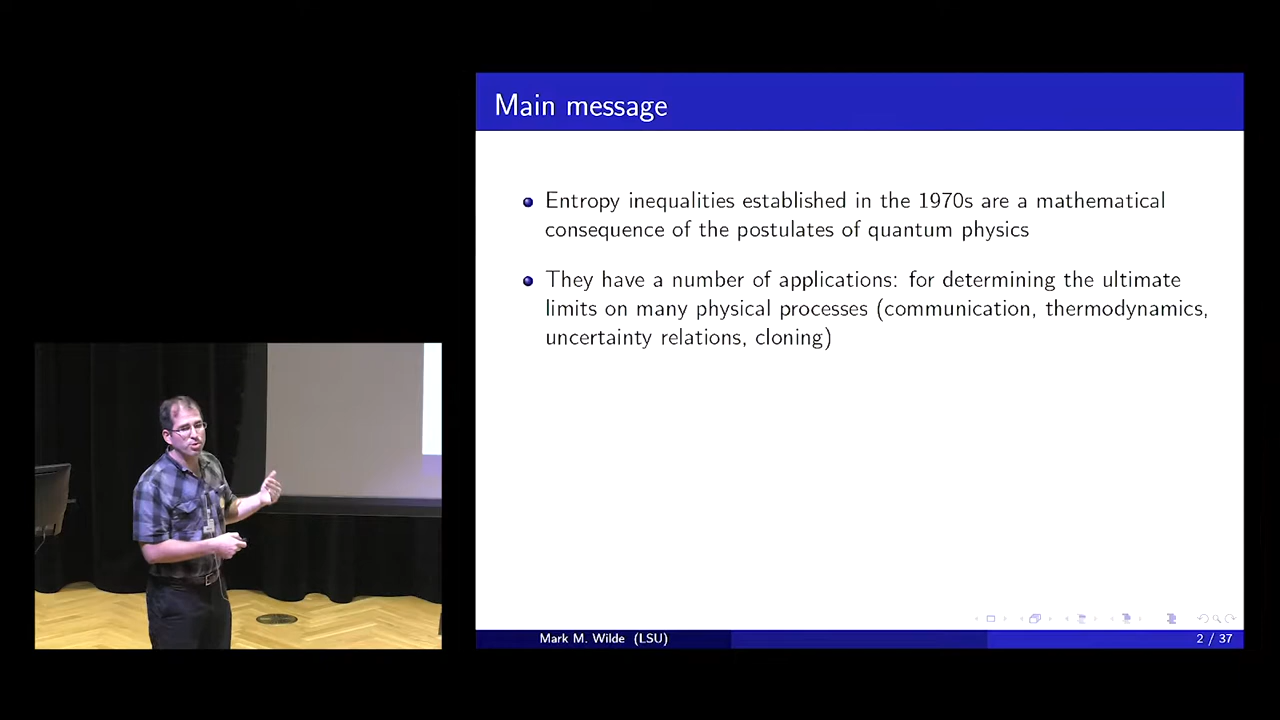 Main message
Entropy inequalities established in the 1970s are a mathematical
consequence of the postulates of quantum physics
They have a number of applications: for determining the ultimate
limits on many physical processes (communication, thermodynamics,
uncertainty relations, cloning)
Mark M. Wilde (LSU)
2 / 37